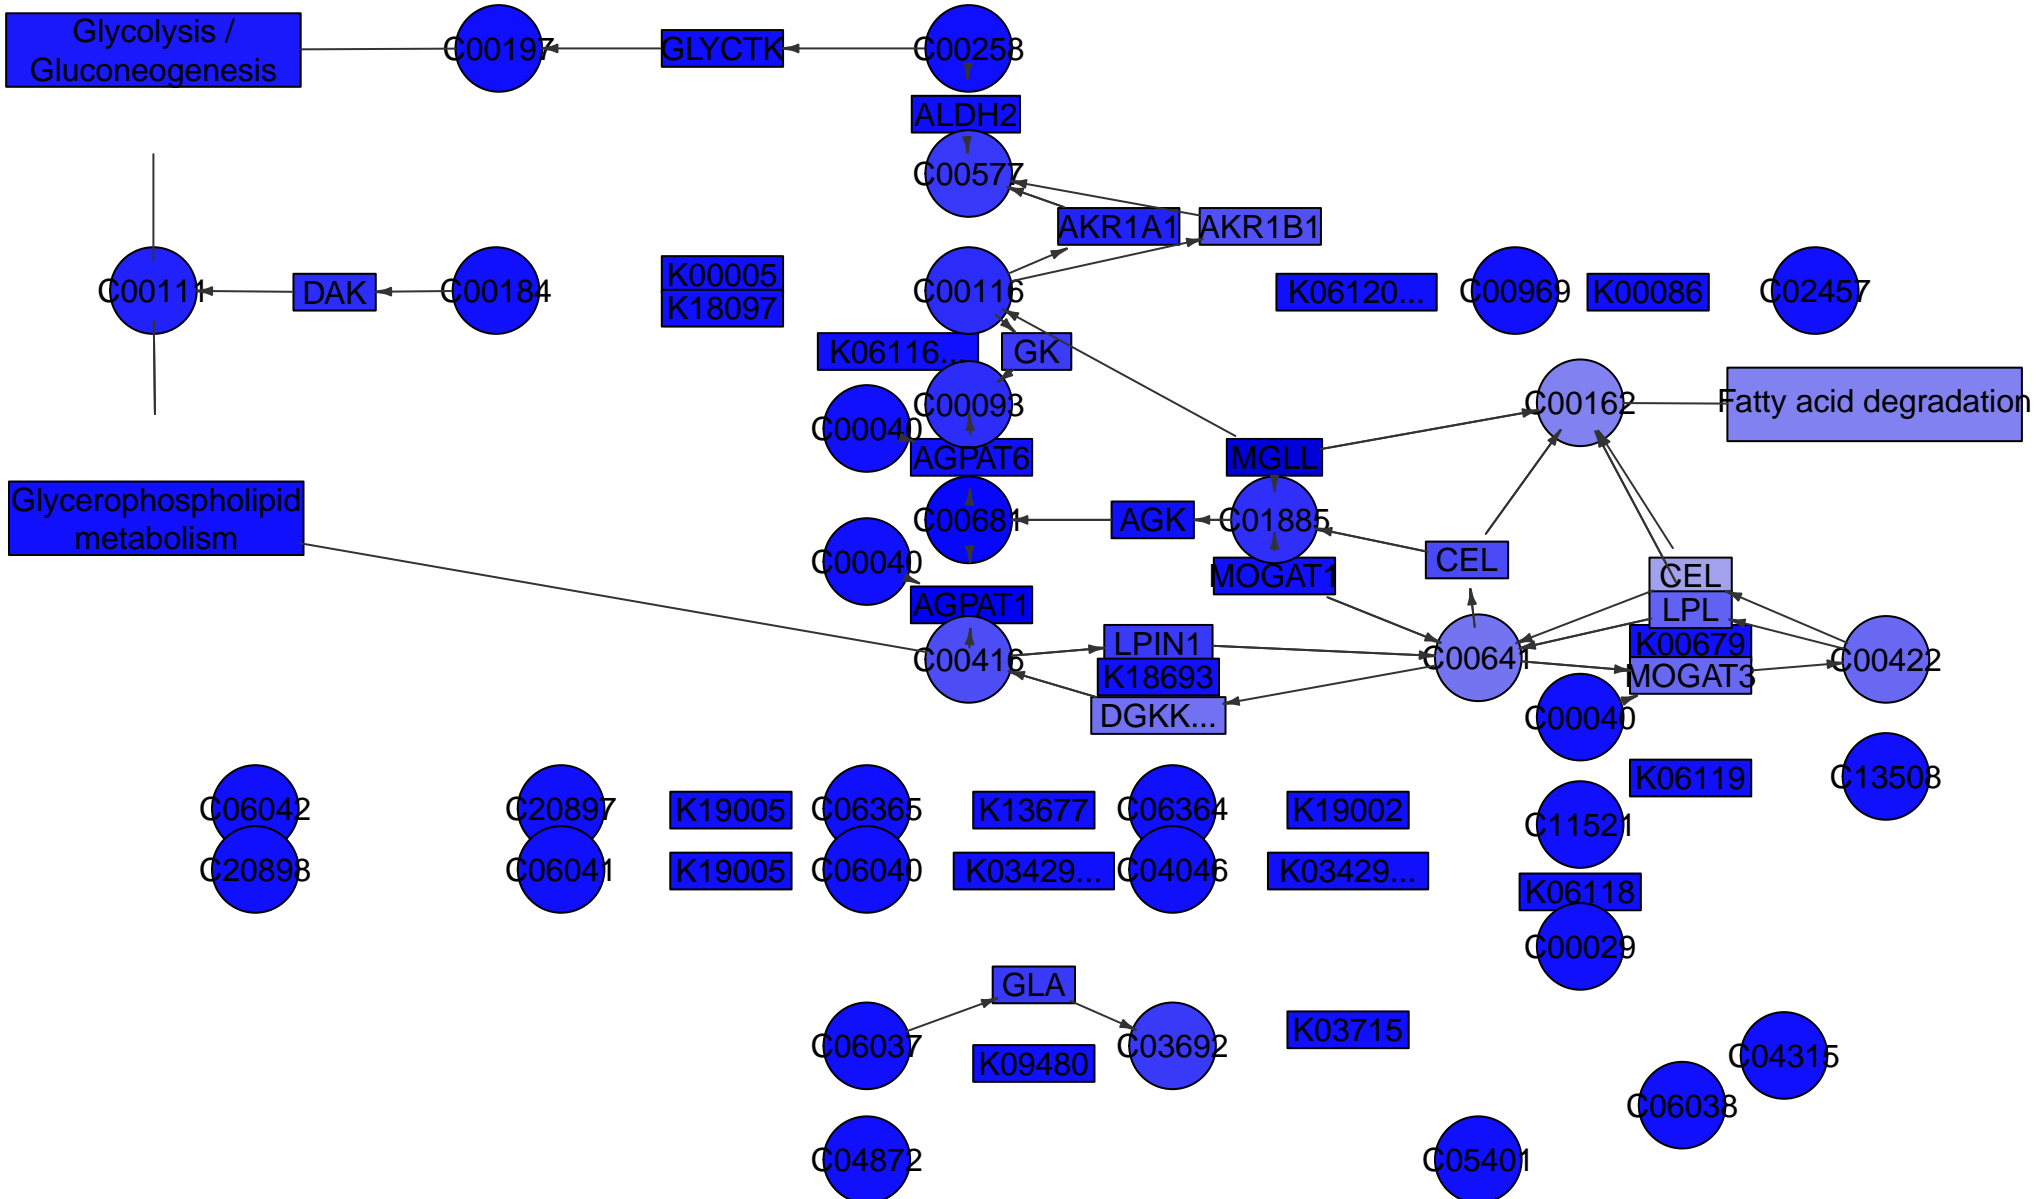 Glycolysis /
Gluconeogenesis
C00197
GLYCTK
C00258
ALDH2
C00577
AKR1A1
AKR1B1
C00111
DAK
C00184
K00005
K18097
C00116
K06120...
C00969
K00086
C02457
K06116...
GK
C00093
C00162
Fatty acid degradation
C00040
AGPAT6
MGLL
Glycerophospholipid
metabolism
C00681
AGK
C01885
CEL
C00040
MOGAT1
CEL
AGPAT1
LPL
C00416
LPIN1
K18693
DGKK...
C00641
K00679
MOGAT3
C00422
C00040
C06042
C20897
K19005
C06365
K13677
C06364
K19002
C11521
K06119
C13508
C20898
C06041
K19005
C06040
K03429...
C04046
K03429...
K06118
C00029
GLA
C06037
K09480
C03692
K03715
C04315
C06038
C04872
C05401